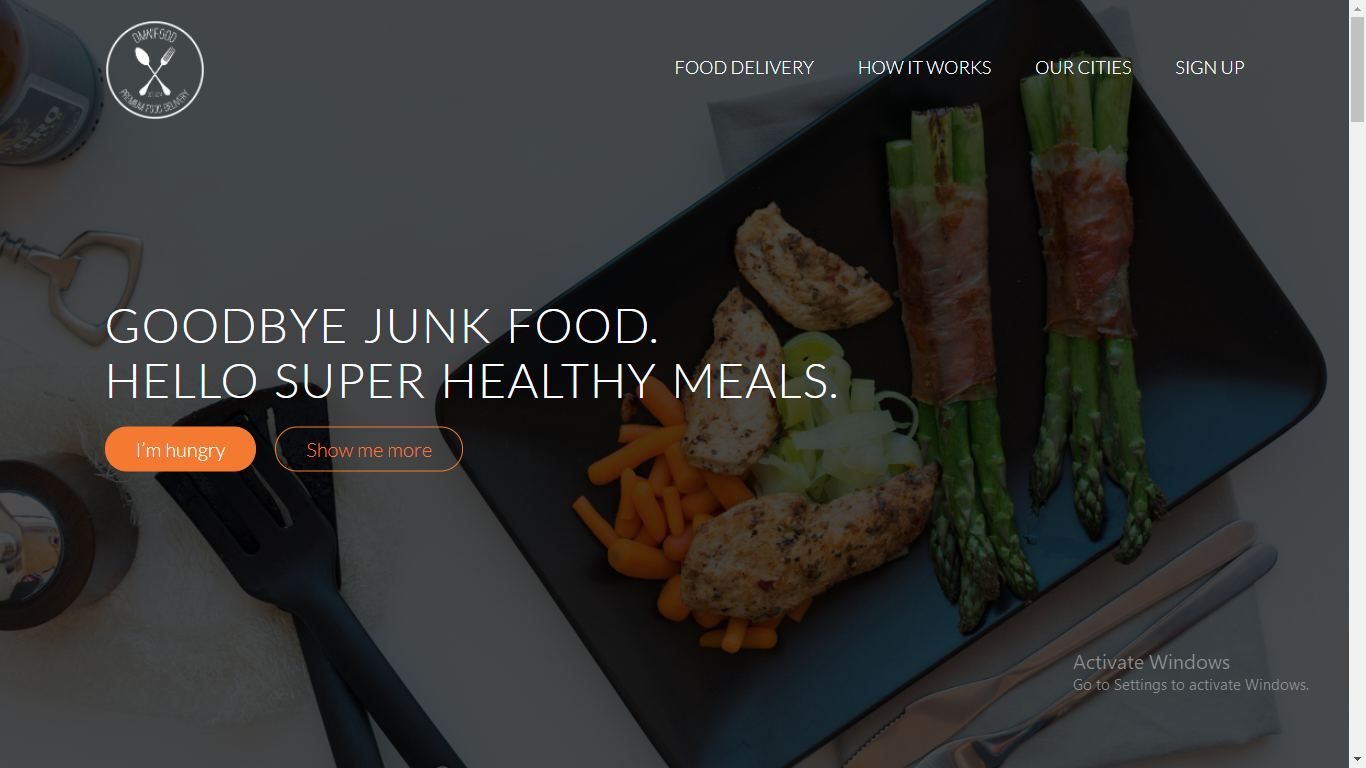 OMNIFOOD
PREMIUM FOOD DELIVERY
FOOD DELIVERY
HOW IT WORKS
OUR CITIES
SIGN UP
GOODBYE JUNK FOOD.
HELLO SUPER HEALTHY MEALS.
I'm hungry
Show me more
Activate Windows
Go to Settings to activate Windows.